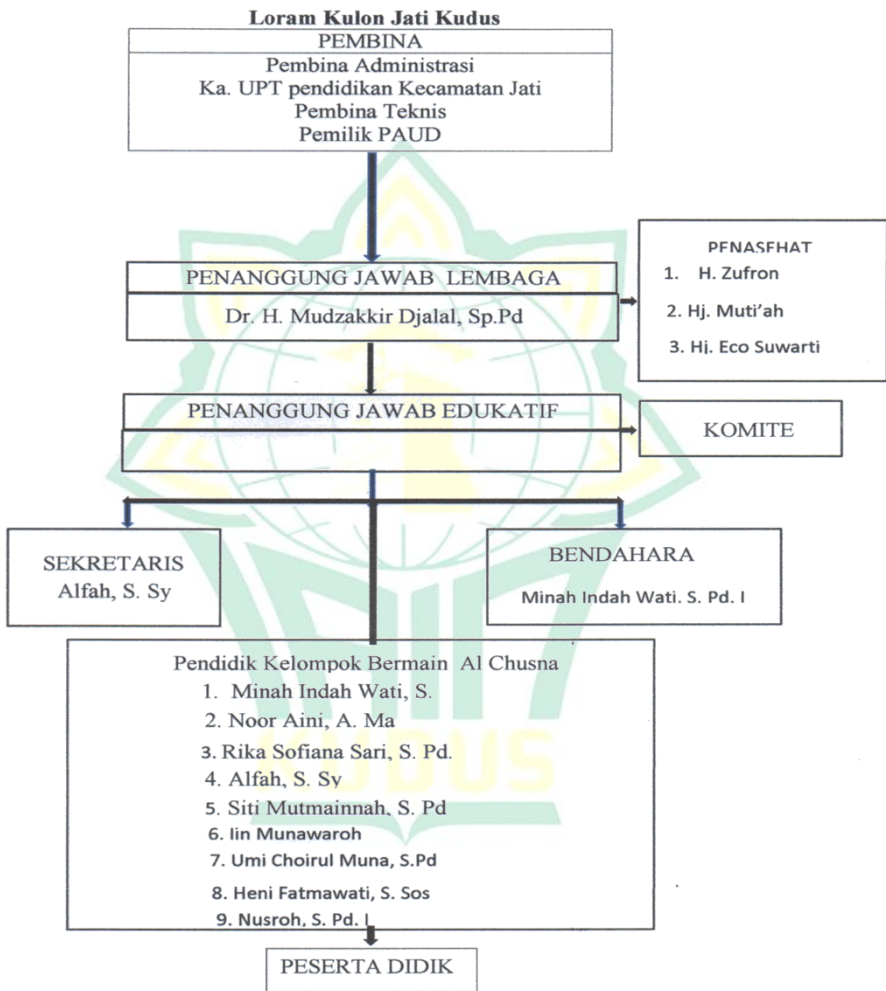 Loram Kulon Jati Kudus
PEMBINA
Pembina Administrasi
Ka. UPT pendidikan Kecamatan Jati
Pembina Teknis
Pemilik PAUD
PENASEHAT
1. H. Zufron
2. Hj. Muti'ah
3. Hj. Eco Suwarti
PENANGGUNG JAWAB LEMBAGA
Dr. H. Mudzakkir Djalal, Sp.Pd
PENANGGUNG JAWAB EDUKATIF
KOMITE
SEKRETARIS
Alfah, S. Sy
BENDAHARA
Minah Indah Wati. S. Pd. I
Pendidik Kelompok Bermain Al Chusna
1. Minah Indah Wati, S.
2. Noor Aini, A. Ma
3. Rika Sofiana Sari, S. Pd.
4. Alfah, S. Sy
5. Siti Mutmainnah, S. Pd
6. Iin Munawaroh
7. Umi Choirul Muna, S.Pd
8. Heni Fatmawati, S. Sos
9. Nusroh, S. Pd. I
KUDUS
PESERTA DIDIK